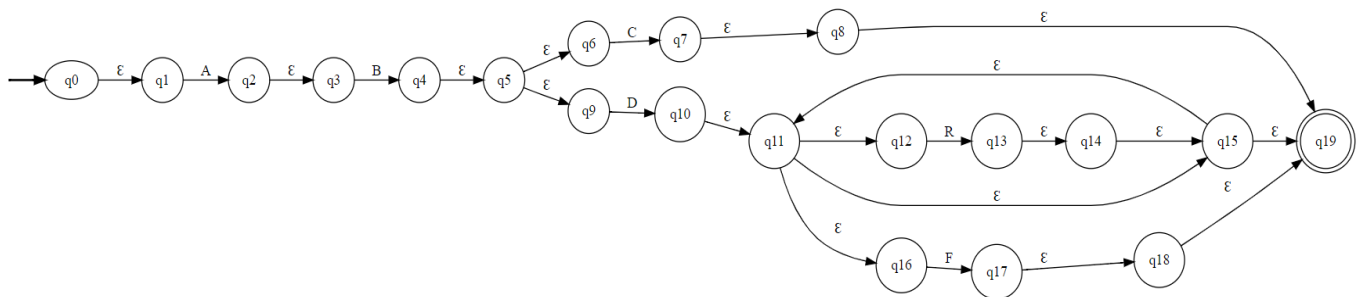 q0 ε q1 A q2 ε q3 B q4 ε q5
ε q6 C q7 ε q8 ε
ε q9 D q10 ε q11
ε
ε q12 R q13 ε q14 ε q15 ε q19
ε
ε q16 F q17 ε q18 ε